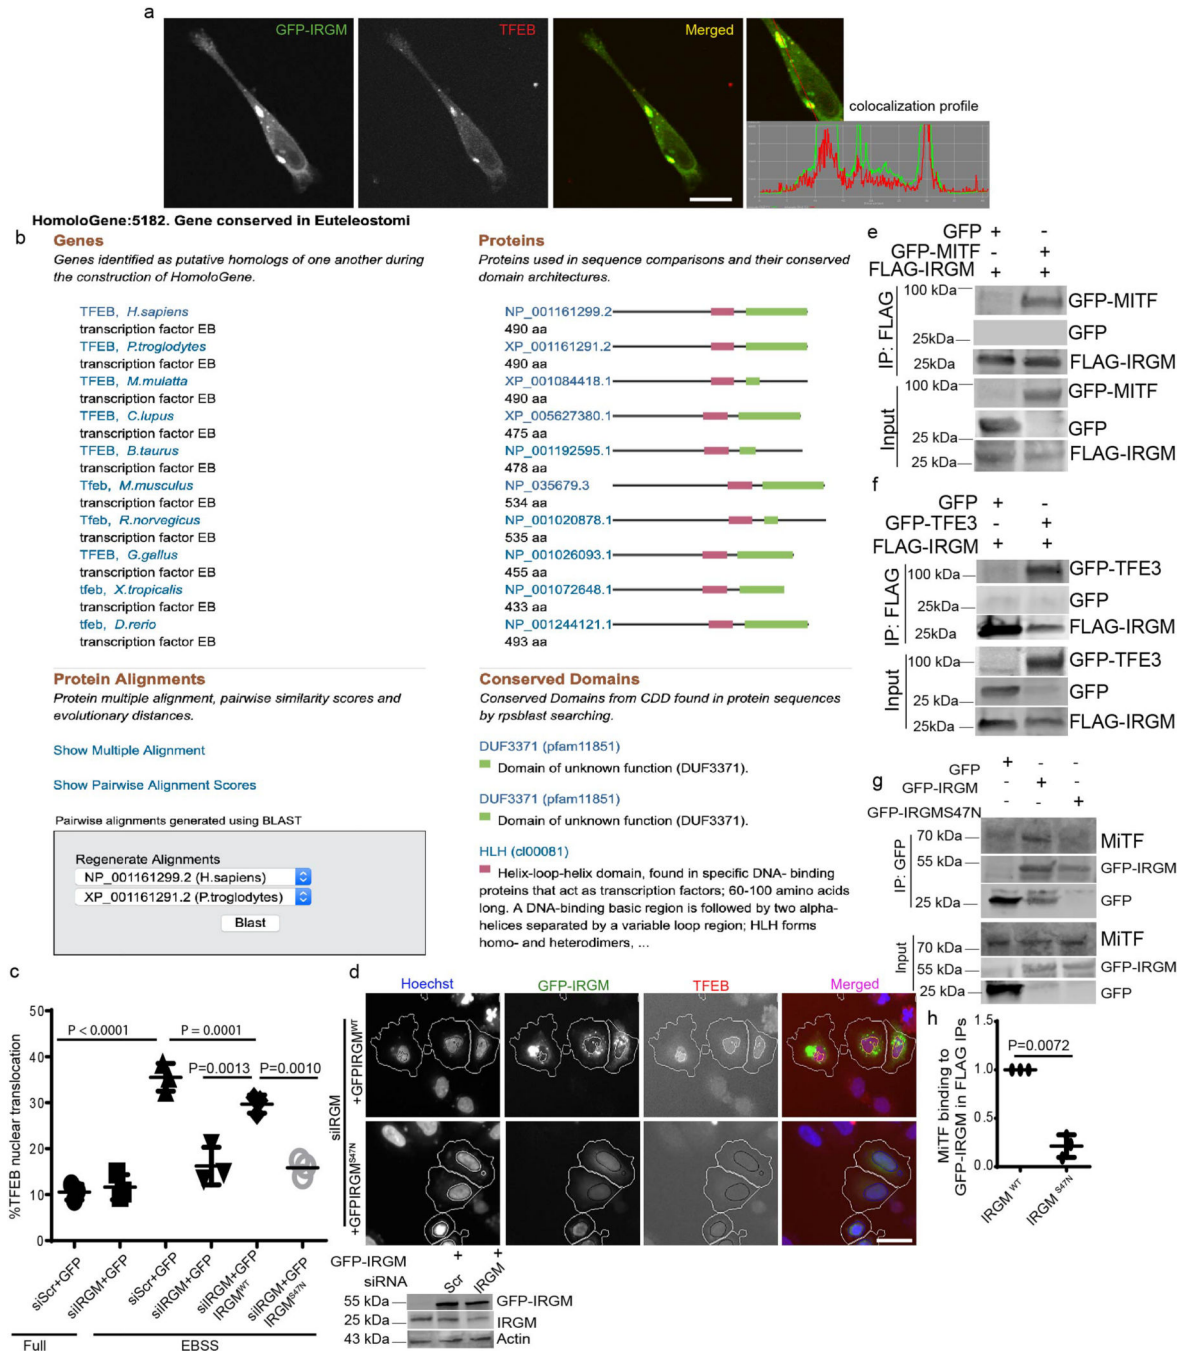 a
GFP-IRGM
TFEB
Merged
colocalization profile
HomoloGene:5182. Gene conserved in Euteleostomi
b
Genes
Genes identified as putative homologs of one another during
the construction of HomoloGene.
TFEB, H.sapiens
transcription factor EB
TFEB, P.troglodytes
transcription factor EB
TFEB, M.mulatta
transcription factor EB
TFEB, C.lupus
transcription factor EB
TFEB, B.taurus
transcription factor EB
Tfeb, M.musculus
transcription factor EB
Tfeb, R.norvegicus
transcription factor EB
TFEB, G.gallus
transcription factor EB
tfeb, X.tropicalis
transcription factor EB
tfeb, D.rerio
transcription factor EB
Proteins
Proteins used in sequence comparisons and their conserved
domain architectures.
NP_001161299.2
490 aa
XP_001161291.2
490 aa
XP_001084418.1
490 aa
XP_005627380.1
475 aa
NP_001192595.1
478 aa
NP_035679.3
534 aa
NP_001020878.1
535 aa
NP_001026093.1
455 aa
NP_001072648.1
433 aa
NP_001244121.1
493 aa
Protein Alignments
Protein multiple alignment, pairwise similarity scores and
evolutionary distances.
Show Multiple Alignment
Show Pairwise Alignment Scores
Pairwise alignments generated using BLAST
Regenerate Alignments
NP_001161299.2 (H.sapiens)
XP_001161291.2 (P.troglodytes)
Blast
Conserved Domains
Conserved Domains from CDD found in protein sequences
by rpsblast searching.
DUF3371 (pfam11851)
Domain of unknown function (DUF3371).
DUF3371 (pfam11851)
Domain of unknown function (DUF3371).
HLH (cl00081)
Helix-loop-helix domain, found in specific DNA- binding
proteins that act as transcription factors; 60-100 amino acids
long. A DNA-binding basic region is followed by two alpha-
helices separated by a variable loop region; HLH forms
homo- and heterodimers, ...
c
%TFEB nuclear translocation
50
40
30
20
10
0
P < 0.0001
P = 0.0001
P=0.0013
P=0.0010
siScr+GFP
siIRGM+GFP
siScr+GFP
siIRGM+GFP
siIRGM+GFP
IRGMWT
siIRGM+GFP
IRGMS47N
Full
EBSS
d
Hoechst
GFP-IRGM
TFEB
Merged
siIRGM
+GFPIRGMWT
+GFPIRGMS47N
GFP-IRGM + +
siRNA Scr IRGM
55 kDa GFP-IRGM
25 kDa IRGM
43 kDa Actin
e
GFP + -
GFP-MITF - +
FLAG-IRGM + +
IP: FLAG
100 kDa GFP-MITF
25kDa GFP
25kDa FLAG-IRGM
Input
100 kDa GFP-MITF
25 kDa GFP
25 kDa FLAG-IRGM
f
GFP + -
GFP-TFE3 - +
FLAG-IRGM + +
IP: FLAG
100 kDa GFP-TFE3
25kDa GFP
25kDa FLAG-IRGM
Input
100 kDa GFP-TFE3
25 kDa GFP
25kDa FLAG-IRGM
g
GFP + - -
GFP-IRGM - + -
GFP-IRGMS47N - - +
IP: GFP
70 kDa MiTF
55 kDa GFP-IRGM
25 kDa GFP
Input
70 kDa MiTF
55 kDa GFP-IRGM
25 kDa GFP
h
MiTF binding to
GFP-IRGM in FLAG IPs
1.5
1.0
0.5
0.0
P=0.0072
IRGM WT
IRGM S47N